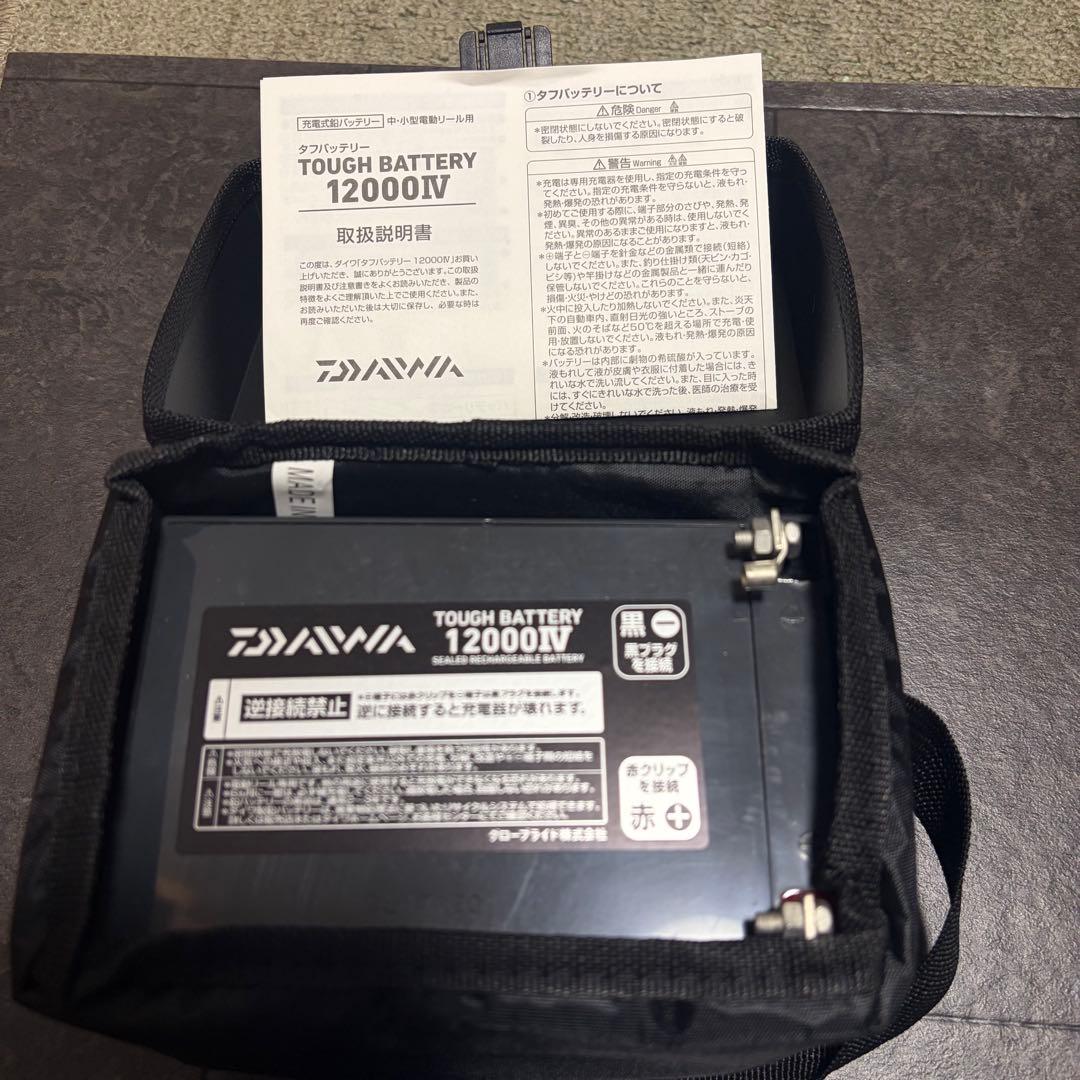 充電式鉛バッテリー 中・小型電動リール用
タフバッテリー
TOUGH BATTERY
12000Ⅳ
取扱説明書
この度は、ダイワ「タフバッテリー 12000Ⅳ」お買い
上げいただき、誠にありがとうございます。この取扱
説明書及び注意書きをよくお読みいただき、製品の
特徴をよくご理解頂いた上でご使用ください。また、
お読みいただいた後は大切に保存し、必要な時は
再度ご確認ください。
DAIWA
①タフバッテリーについて
危険 Danger
*密閉状態にしないでください。密閉状態にすると破
裂したり、人身を損傷する原因になります。
警告 Warning
*充電は専用充電器を使用し、指定の充電条件を守っ
てください。指定の充電条件を守らないと、液もれ・
発熱・爆発の恐れがあります。
*初めてご使用する際に、端子部分のさびや、発熱、発
煙、異臭、その他の異常がある時は、使用しないでく
ださい。異常のあるままご使用になりますと、液もれ・
発熱・爆発の原因になることがあります。
*⊕端子と⊖端子を針金などの金属類で接続(短絡)
しないでください。また、釣り仕掛け類(天ビン・カゴ・
ビシ等)や竿掛けなどの金属製品と一緒に運んだり
保管しないでください。これらのことを守らないと、
損傷・火災・やけどの恐れがあります。
*火中に投入したり加熱しないでください。また、炎天
下の自動車内、直射日光の強いところ、ストーブの
前面、火のそばなど50℃を超える場所で充電・使
用・放置しないでください。液もれ・発熱・爆発の原因
になる恐れがあります。
*バッテリーは内部に劇物の希硫酸が入っています。
液もれして液が皮膚や衣服に付着した場合には、き
れいな水で洗い流してください。また、目に入った時
には、すぐにきれいな水で洗った後、医師の治療を受
けてください。
*分解・改造・破壊しないでください。液もれ・発熱・爆発
MADE IN
DAIWA
TOUGH BATTERY
12000Ⅳ
SEALED RECHARGEABLE BATTERY
黒 ⊖
黒プラグ
を接続
逆接続禁止
逆に接続すると充電器が壊れます。
赤クリップ
を接続
赤 ⊕
グローブライド株式会社